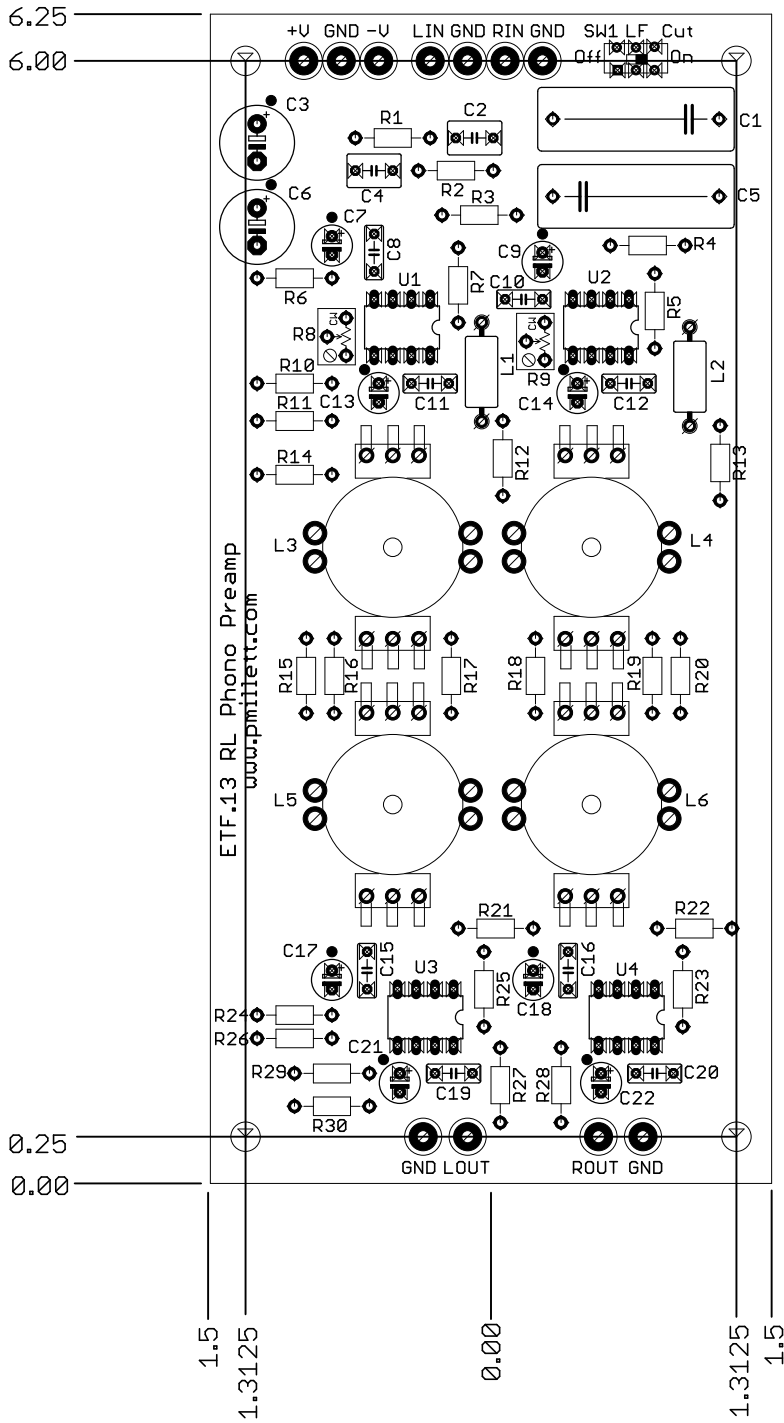 6.25
+V GND -V LIN GND RIN GND SW1 LF Cut
6.00
Off On
C3
R1
C2
C1
C4
R2
C6
R3
C5
C7
C8
C9
R4
R6
U1
R7
C10
U2
R5
R8
CW
CW
R9
L1
L2
R10
C13
C11
C14
C12
R11
R12
R13
R14
L3
L4
ETF.13 RL Phono Preamp
www.pmillett.com
R15
R16
R17
R18
R19
R20
L5
L6
R21
R22
C17
C15
U3
R25
C18
C16
U4
R23
R24
R26
C21
R29
C19
R27
R28
C22
C20
R30
0.25
GND LOUT ROUT GND
0.00
1.5
1.3125
0.00
1.3125
1.5